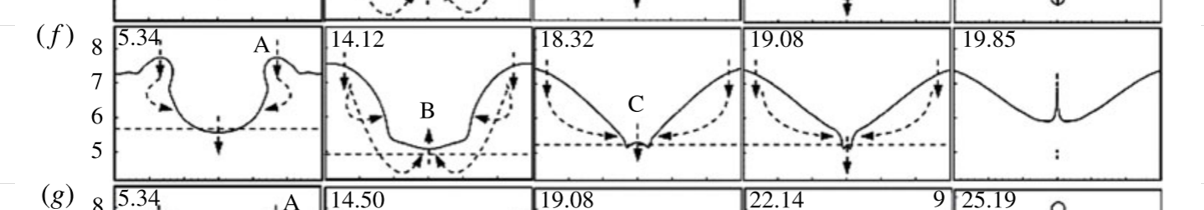 (f) 8 5.34 A 14.12 18.32 19.08 19.85
7
6 B C
5
(g) 8 5.34 A 14.50 19.08 22.14 9 25.19